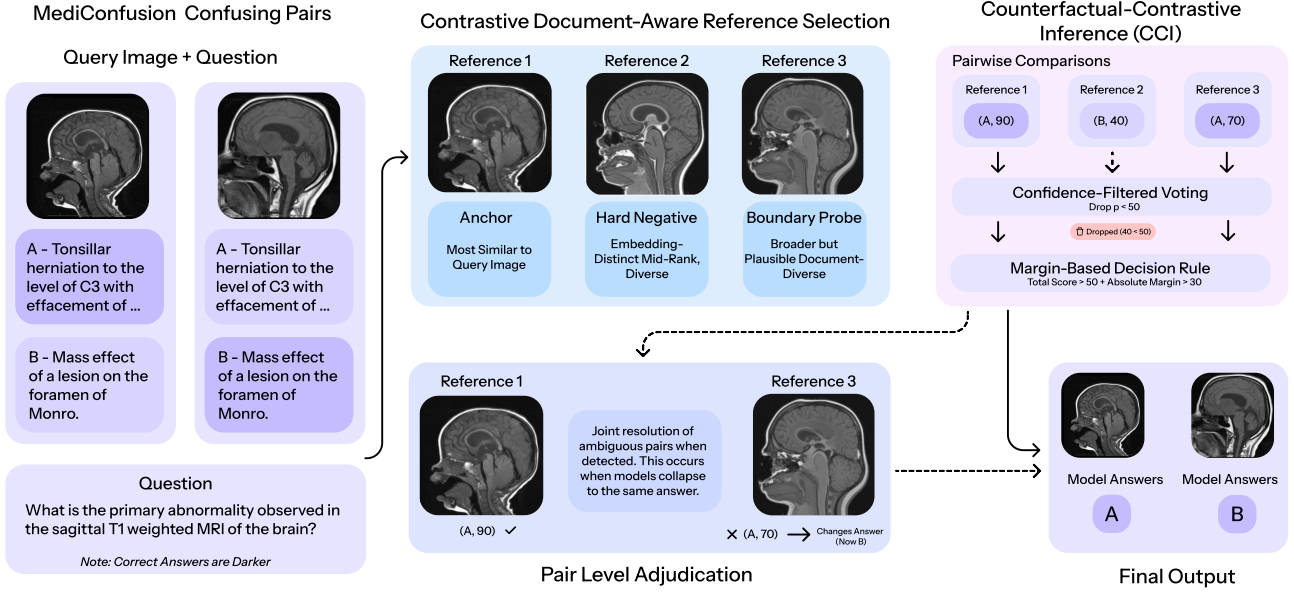 MediConfusion Confusing Pairs
Query Image + Question
A - Tonsillar
herniation to the
level of C3 with
effacement of ...
B - Mass effect
of a lesion on the
foramen of
Monro.
A - Tonsillar
herniation to the
level of C3 with
effacement of ...
B - Mass effect
of a lesion on the
foramen of
Monro.
Question
What is the primary abnormality observed in
the sagittal T1 weighted MRI of the brain?
Note: Correct Answers are Darker
Contrastive Document-Aware Reference Selection
Reference 1
Reference 2
Reference 3
Anchor
Most Similar to
Query Image
Hard Negative
Embedding-
Distinct Mid-Rank,
Diverse
Boundary Probe
Broader but
Plausible Document-
Diverse
Counterfactual-Contrastive
Inference (CCI)
Pairwise Comparisons
Reference 1
(A, 90)
Reference 2
(B, 40)
Reference 3
(A, 70)
Confidence-Filtered Voting
Drop p < 50
Dropped (40 < 50)
Margin-Based Decision Rule
Total Score > 50 + Absolute Margin > 30
Reference 1
(A, 90) ✓
Joint resolution of
ambiguous pairs when
detected. This occurs
when models collapse
to the same answer.
Reference 3
✕ (A, 70) → Changes Answer
(Now B)
Pair Level Adjudication
Model Answers
A
Model Answers
B
Final Output